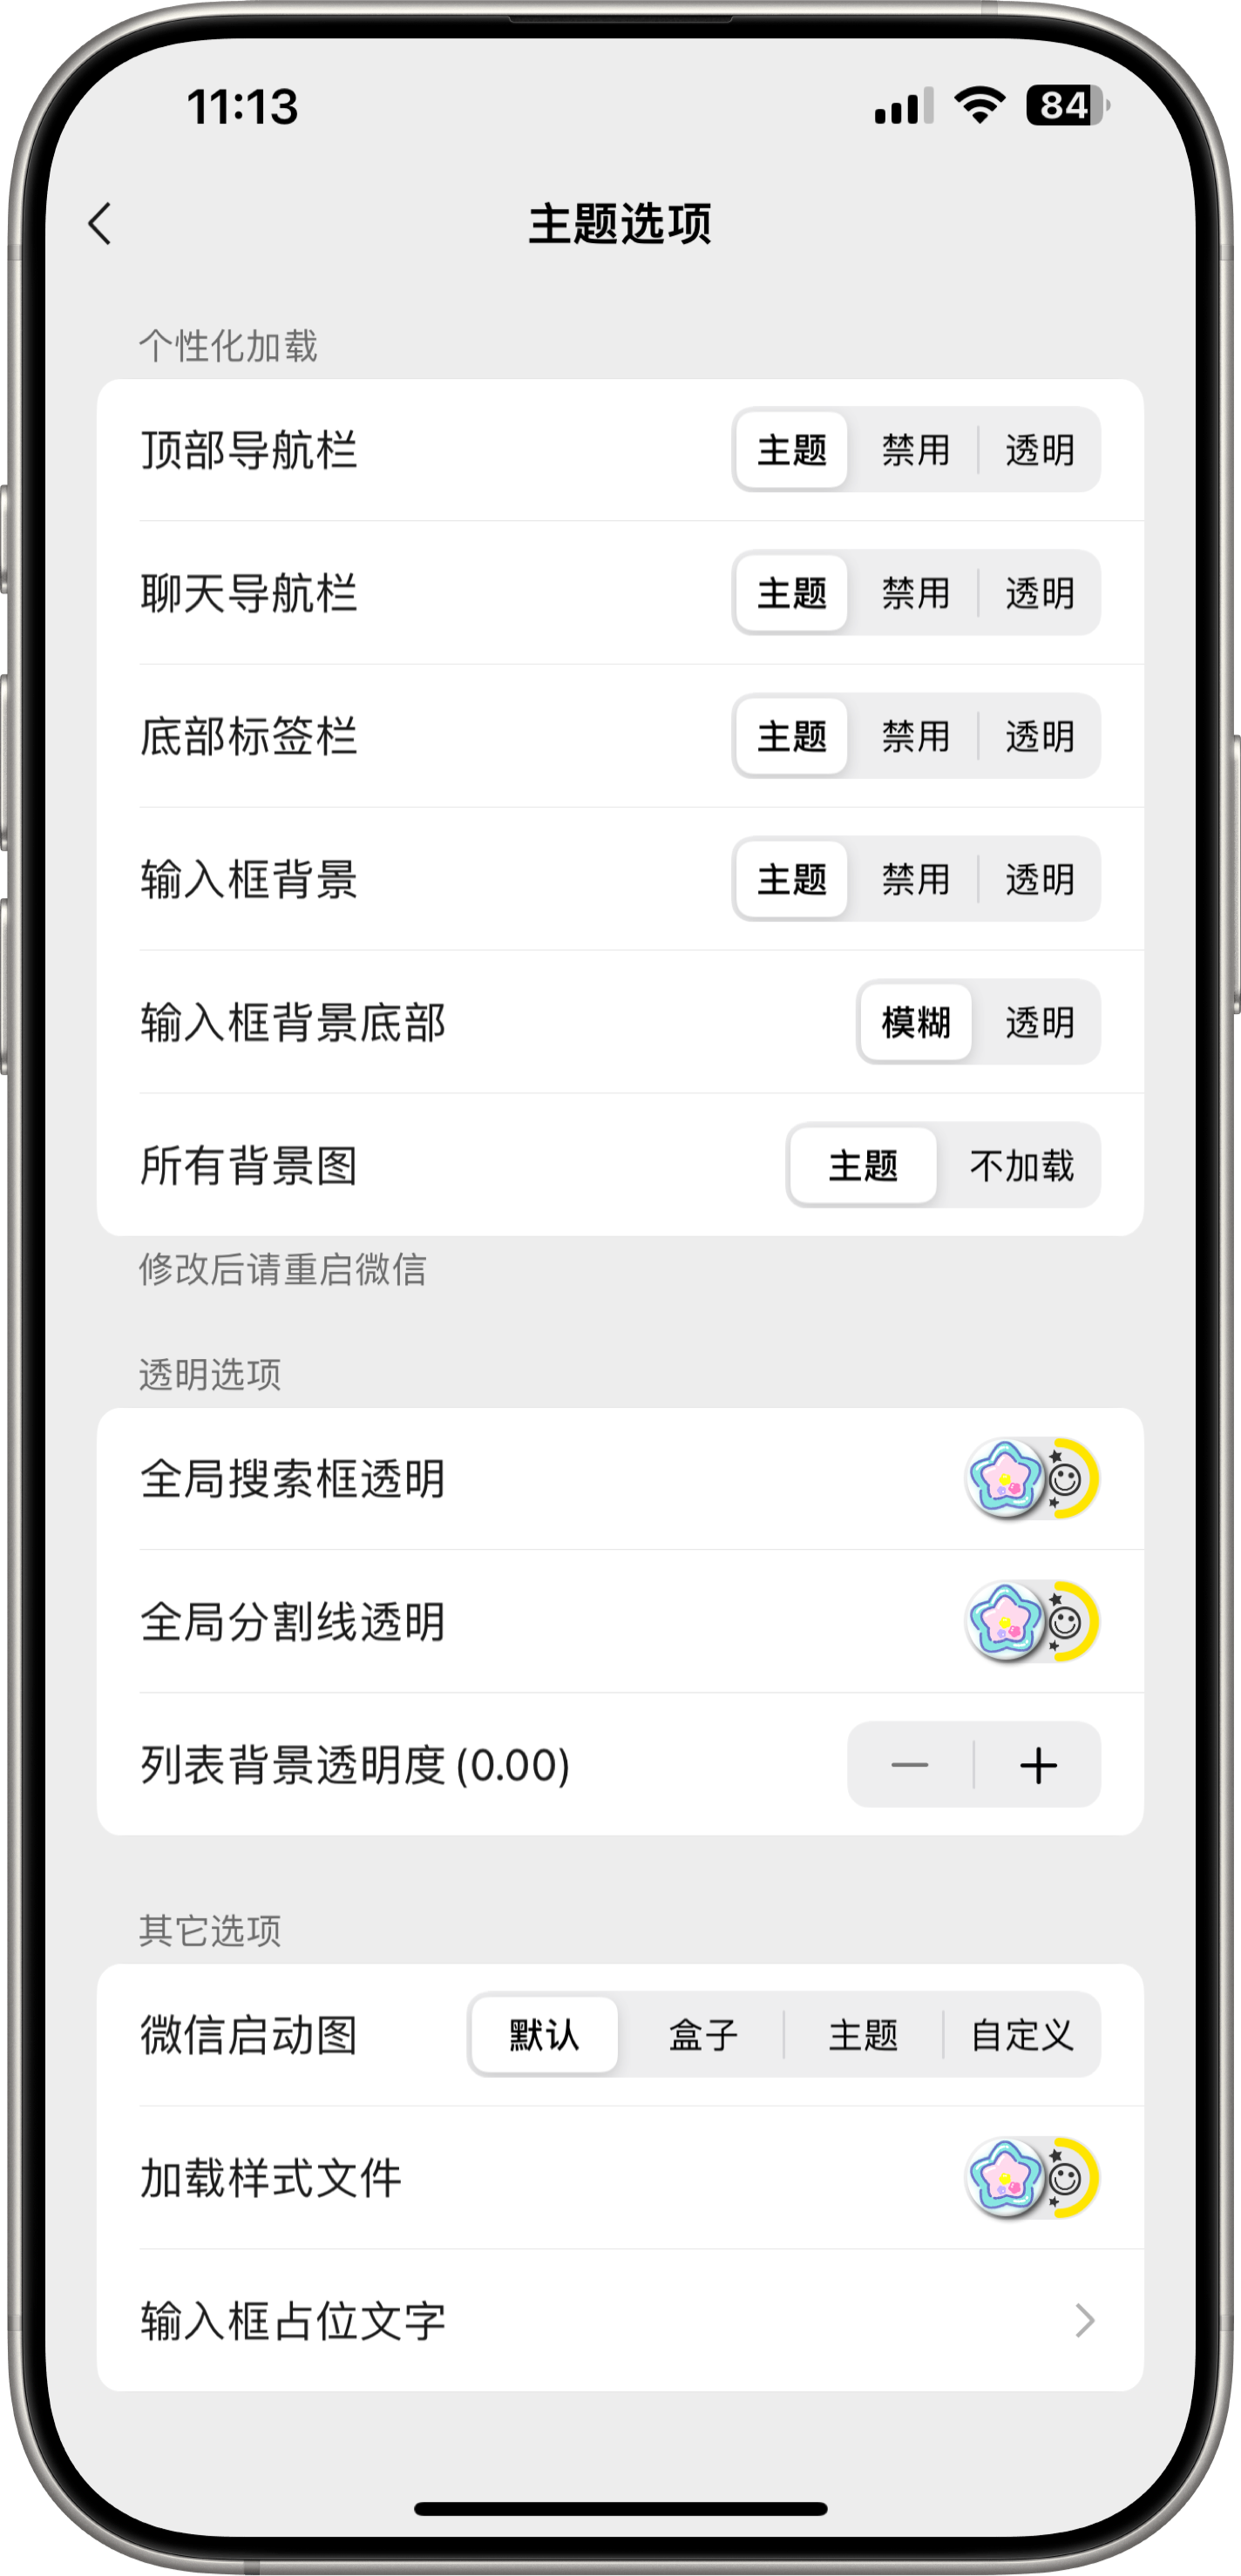 11:13
84
主题选项
个性化加载
顶部导航栏 主题 禁用 透明
聊天导航栏 主题 禁用 透明
底部标签栏 主题 禁用 透明
输入框背景 主题 禁用 透明
输入框背景底部 模糊 透明
所有背景图 主题 不加载
修改后请重启微信
透明选项
全局搜索框透明
全局分割线透明
列表背景透明度 (0.00)
其它选项
微信启动图 默认 盒子 主题 自定义
加载样式文件
输入框占位文字